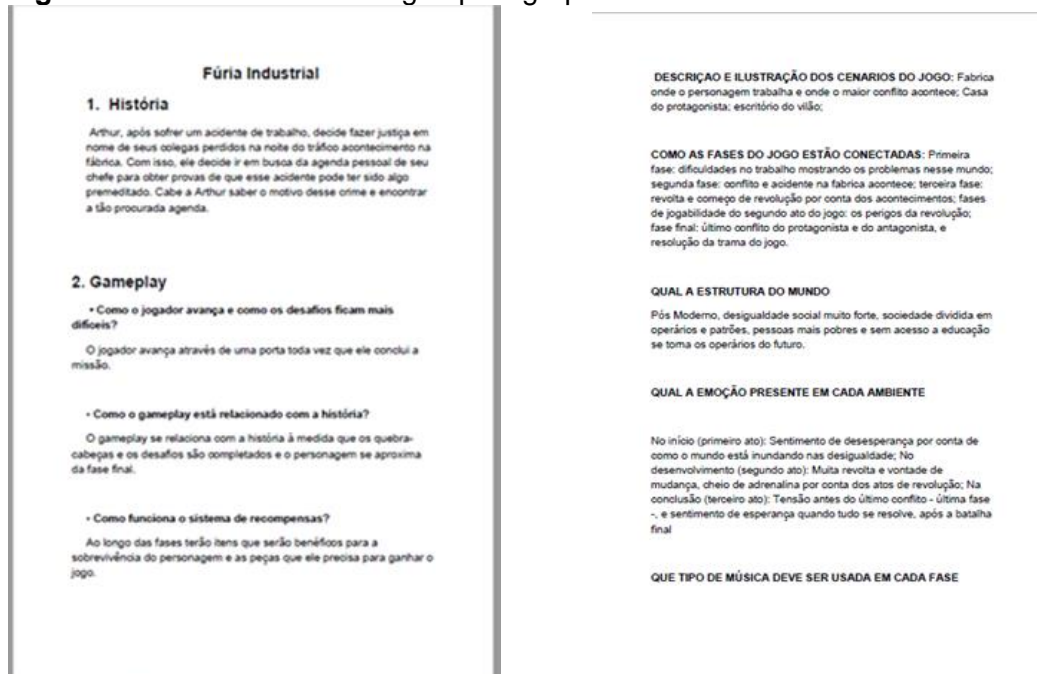 Fúria Industrial
1. História
Arthur, após sofrer um acidente de trabalho, decide fazer justiça em
nome de seus colegas perdidos na noite do tráfico acontecimento na
fábrica. Com isso, ele decide ir em busca da agenda pessoal de seu
chefe para obter provas de que esse acidente pode ter sido algo
premeditado. Cabe a Arthur saber o motivo desse crime e encontrar
a tão procurada agenda.
2. Gameplay
• Como o jogador avança e como os desafios ficam mais
difíceis?
O jogador avança através de uma porta toda vez que ele conclui a
missão.
• Como o gameplay está relacionado com a história?
O gameplay se relaciona com a história à medida que os quebra-
cabeças e os desafios são completados e o personagem se aproxima
da fase final.
• Como funciona o sistema de recompensas?
Ao longo das fases terão itens que serão benéficos para a
sobrevivência do personagem e as peças que ele precisa para ganhar o
jogo.
DESCRIÇAO E ILUSTRAÇÃO DOS CENARIOS DO JOGO: Fabrica
onde o personagem trabalha e onde o maior conflito acontece; Casa
do protagonista; escritório do vilão;
COMO AS FASES DO JOGO ESTÃO CONECTADAS: Primeira
fase: dificuldades no trabalho mostrando os problemas nesse mundo;
segunda fase: conflito e acidente na fabrica acontece; terceira fase:
revolta e começo de revolução por conta dos acontecimentos; fases
de jogabilidade do segundo ato do jogo: os perigos da revolução;
fase final: último conflito do protagonista e do antagonista, e
resolução da trama do jogo.
QUAL A ESTRUTURA DO MUNDO
Pós Moderno, desigualdade social muito forte, sociedade dividida em
operários e patrões, pessoas mais pobres e sem acesso a educação
se torna os operários do futuro.
QUAL A EMOÇÃO PRESENTE EM CADA AMBIENTE
No início (primeiro ato): Sentimento de desesperança por conta de
como o mundo está inundando nas desigualdade; No
desenvolvimento (segundo ato): Muita revolta e vontade de
mudança, cheio de adrenalina por conta dos atos de revolução; Na
conclusão (terceiro ato): Tensão antes do último conflito - última fase
-, e sentimento de esperança quando tudo se resolve, após a batalha
final
QUE TIPO DE MÚSICA DEVE SER USADA EM CADA FASE